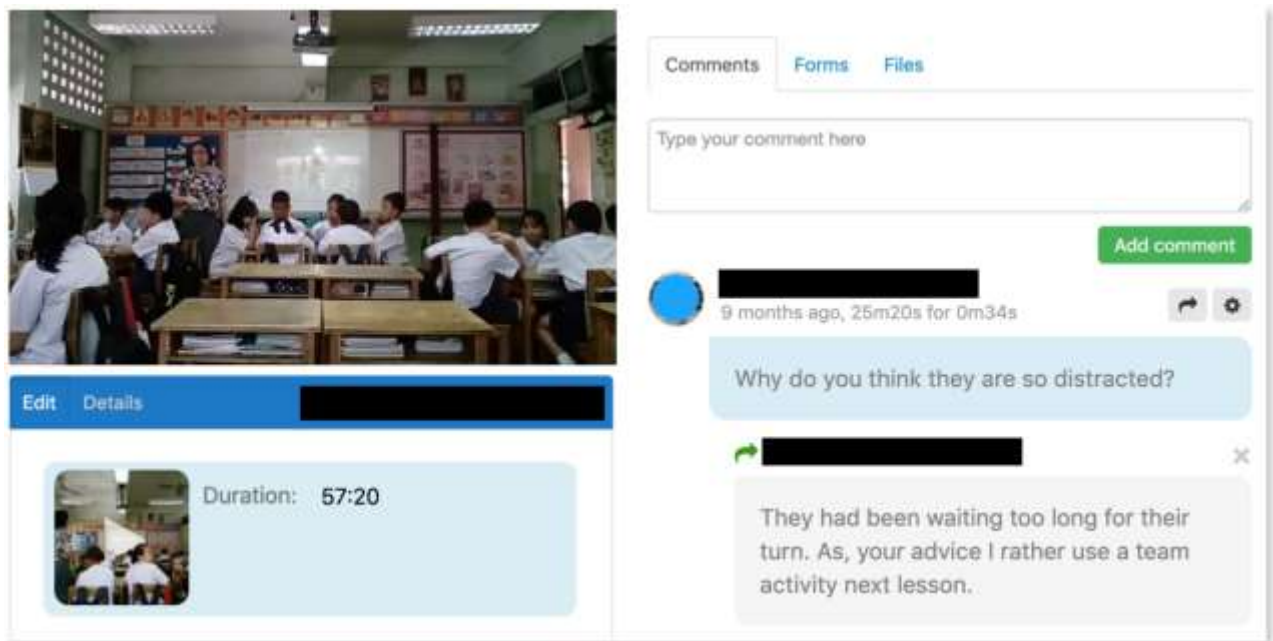 Comments Forms Files
Type your comment here
Add comment
9 months ago, 25m20s for 0m34s
Why do you think they are so distracted?
They had been waiting too long for their
turn. As, your advice I rather use a team
activity next lesson.
Edit Details
Duration: 57:20